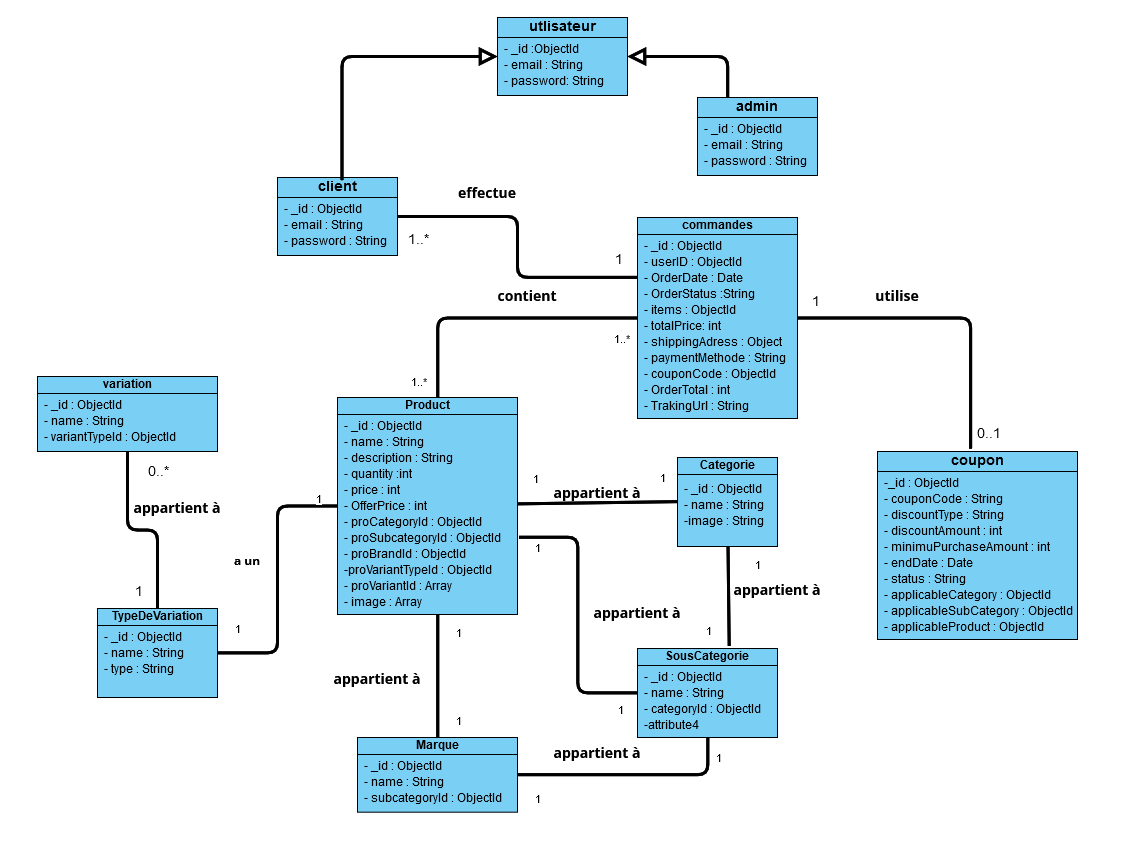 utlisateur
- _id :ObjectId
- email : String
- password: String
admin
- _id : ObjectId
- email : String
- password : String
client
- _id : ObjectId
- email : String
- password : String
effectue
1..*
1
commandes
- _id : ObjectId
- userID : ObjectId
- OrderDate : Date
- OrderStatus :String
- items : ObjectId
- totalPrice: int
- shippingAdress : Object
- paymentMethode : String
- couponCode : ObjectId
- OrderTotal : int
- TrakingUrl : String
contient
1..*
1..*
1
utilise
0..1
variation
- _id : ObjectId
- name : String
- variantTypeId : ObjectId
0..*
appartient à
1
Product
- _id : ObjectId
- name : String
- description : String
- quantity :int
- price : int
- OfferPrice : int
- proCategoryId : ObjectId
- proSubcategoryId : ObjectId
- proBrandId : ObjectId
-proVariantTypeId : ObjectId
- proVariantId : Array
- image : Array
1
appartient à
1
Categorie
- _id : ObjectId
- name : String
-image : String
coupon
-_id : ObjectId
- couponCode : String
- discountType : String
- discountAmount : int
- minimuPurchaseAmount : int
- endDate : Date
- status : String
- applicableCategory : ObjectId
- applicableSubCategory : ObjectId
- applicableProduct : ObjectId
1
a un
1
TypeDeVariation
- _id : ObjectId
- name : String
- type : String
1
appartient à
1
1
appartient à
1
SousCategorie
- _id : ObjectId
- name : String
- categoryId : ObjectId
-attribute4
1
appartient à
1
Marque
- _id : ObjectId
- name : String
- subcategoryId : ObjectId
appartient à
1
1